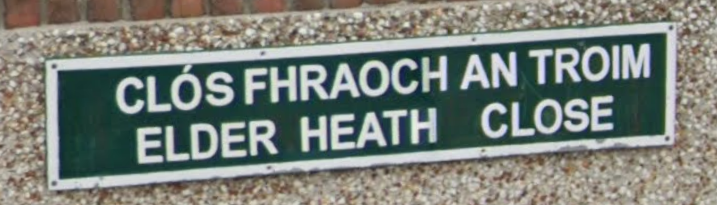 CLÓS FHRAOCH AN TROIM
ELDER HEATH CLOSE